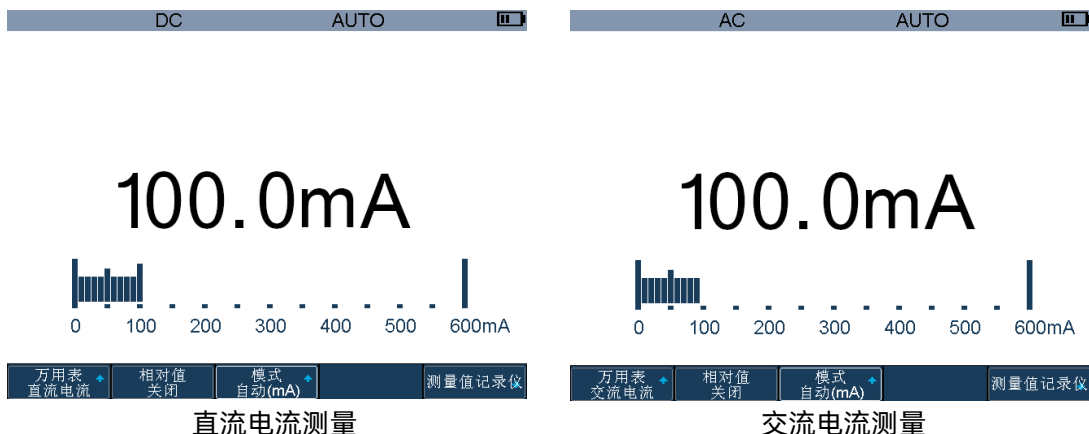 DC AUTO
100.0mA
0 100 200 300 400 500 600mA
万用表 直流电流
相对值 关闭
模式 自动(mA)
测量值记录仪
直流电流测量
AC AUTO
100.0mA
0 100 200 300 400 500 600mA
万用表 交流电流
相对值 关闭
模式 自动(mA)
测量值记录仪
交流电流测量